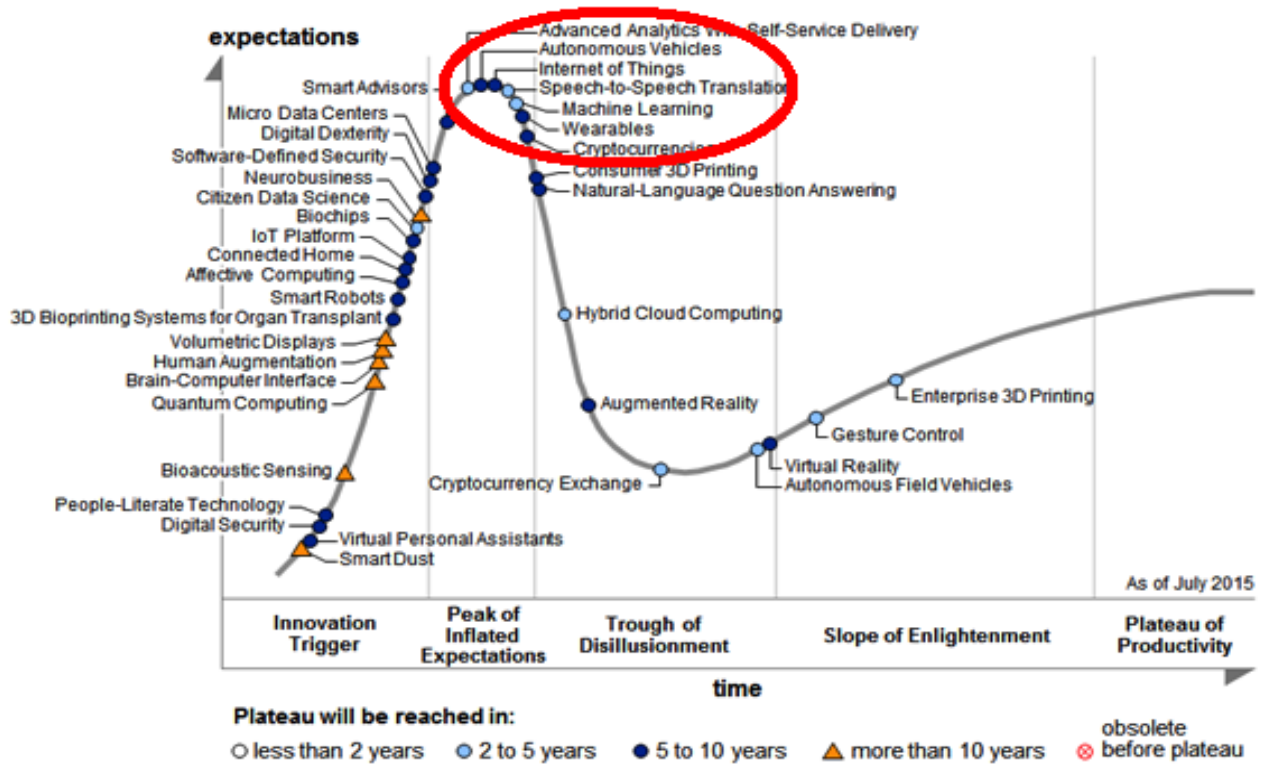 expectations
Advanced Analytics With Self-Service Delivery
Autonomous Vehicles
Internet of Things
Speech-to-Speech Translation
Machine Learning
Wearables
Cryptocurrencies
Consumer 3D Printing
Natural-Language Question Answering
Smart Advisors
Micro Data Centers
Digital Dexterity
Software-Defined Security
Neurobusiness
Citizen Data Science
Biochips
IoT Platform
Connected Home
Affective Computing
Smart Robots
3D Bioprinting Systems for Organ Transplant
Volumetric Displays
Human Augmentation
Brain-Computer Interface
Quantum Computing
Bioacoustic Sensing
People-Literate Technology
Digital Security
Virtual Personal Assistants
Smart Dust
Hybrid Cloud Computing
Augmented Reality
Cryptocurrency Exchange
Enterprise 3D Printing
Gesture Control
Virtual Reality
Autonomous Field Vehicles
As of July 2015
Innovation
Trigger
Peak of
Inflated
Expectations
Trough of
Disillusionment
Slope of Enlightenment
Plateau of
Productivity
time
Plateau will be reached in:
less than 2 years
2 to 5 years
5 to 10 years
more than 10 years
obsolete
before plateau